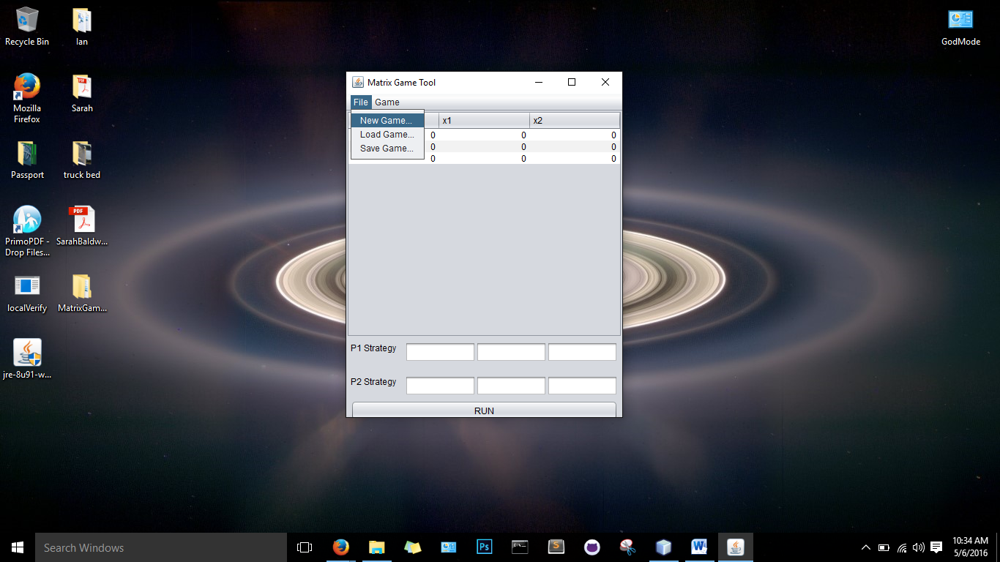 Recycle Bin
Ian
GodMode
Mozilla
Firefox
Sarah
Passport
truck bed
PrimoPDF -
Drop Files...
SarahBaldw...
localVerify
MatrixGam...
jre-8u91-w...
PDF
Matrix Game Tool
File Game
New Game...
Load Game...
Save Game...
x1 x2
0 0 0
0 0 0
0 0 0
P1 Strategy
P2 Strategy
RUN
Search Windows
Ps
C:\_
S
W
10:34 AM
5/6/2016